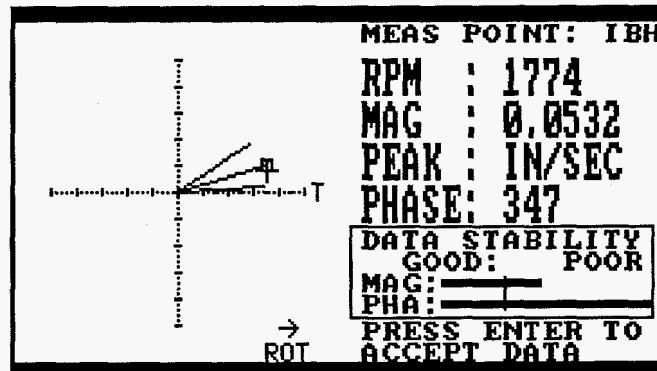 MEAS POINT: IBH
RPM : 1774
MAG : 0.0532
PEAK : IN/SEC
PHASE: 347
T
DATA STABILITY
GOOD: POOR
MAG:
PHA:
ROT
PRESS ENTER TO
ACCEPT DATA